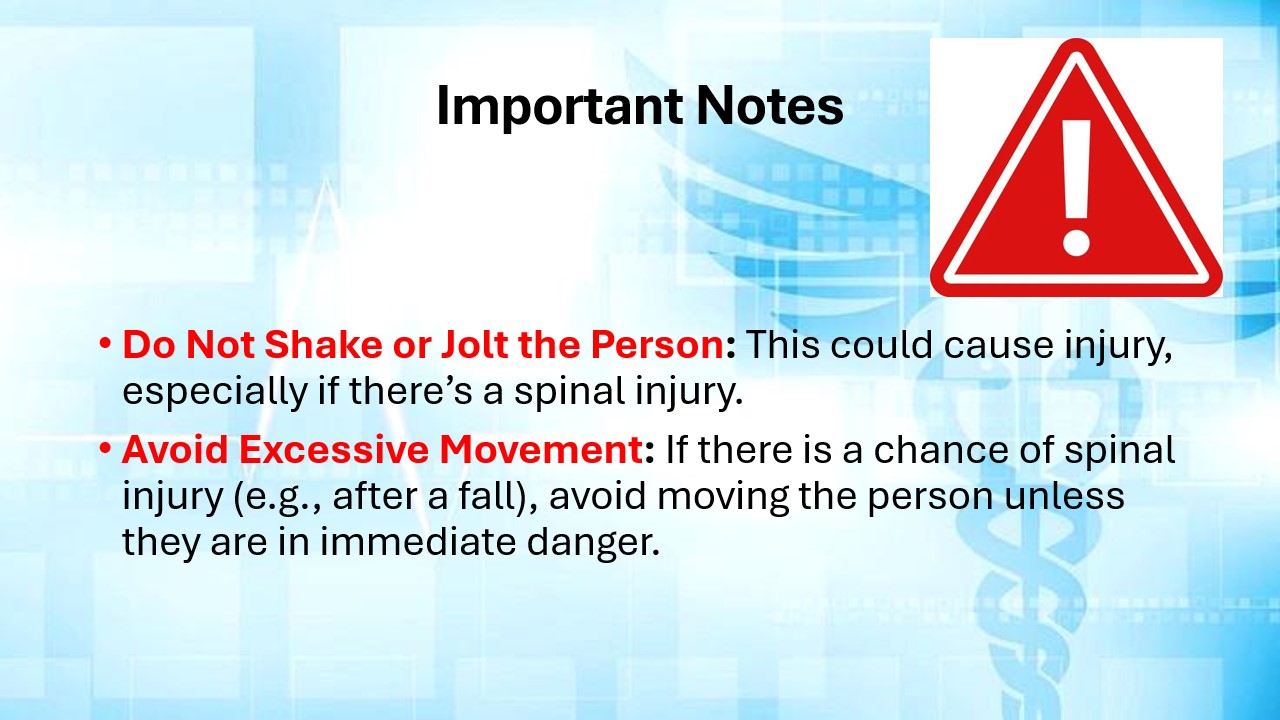 Important Notes
• Do Not Shake or Jolt the Person: This could cause injury,
especially if there’s a spinal injury.
• Avoid Excessive Movement: If there is a chance of spinal
injury (e.g., after a fall), avoid moving the person unless
they are in immediate danger.